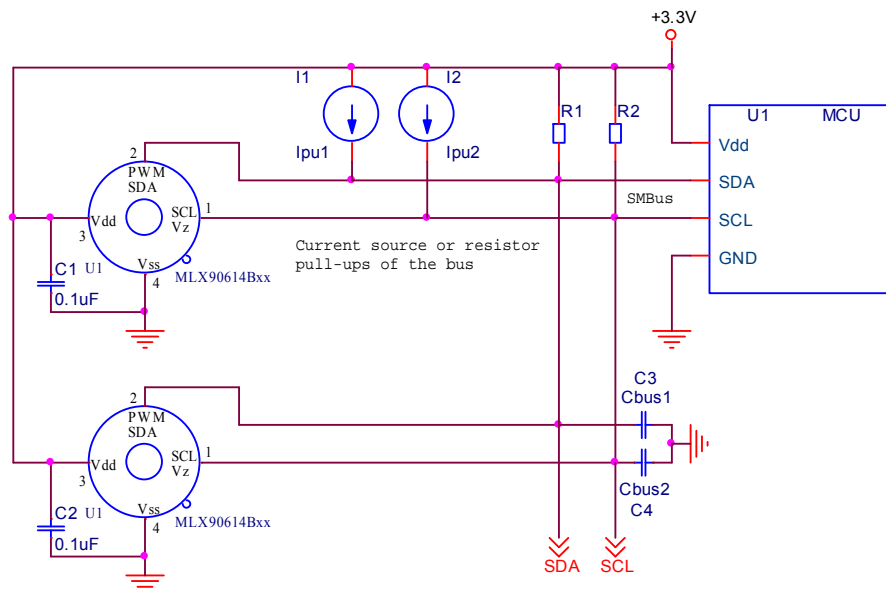 +3.3V
I1
I2
R1
R2
Ipu1
Ipu2
U1 MCU
Vdd
SDA
SCL
GND
SMBus
2
PWM
SDA
SCL
Vz
1
Vdd
3
Vss
4
U1
MLX90614Bxx
C1
0.1uF
Current source or resistor
pull-ups of the bus
2
PWM
SDA
SCL
Vz
1
Vdd
3
Vss
4
U1
MLX90614Bxx
C2
0.1uF
C3
Cbus1
Cbus2
C4
SDA
SCL